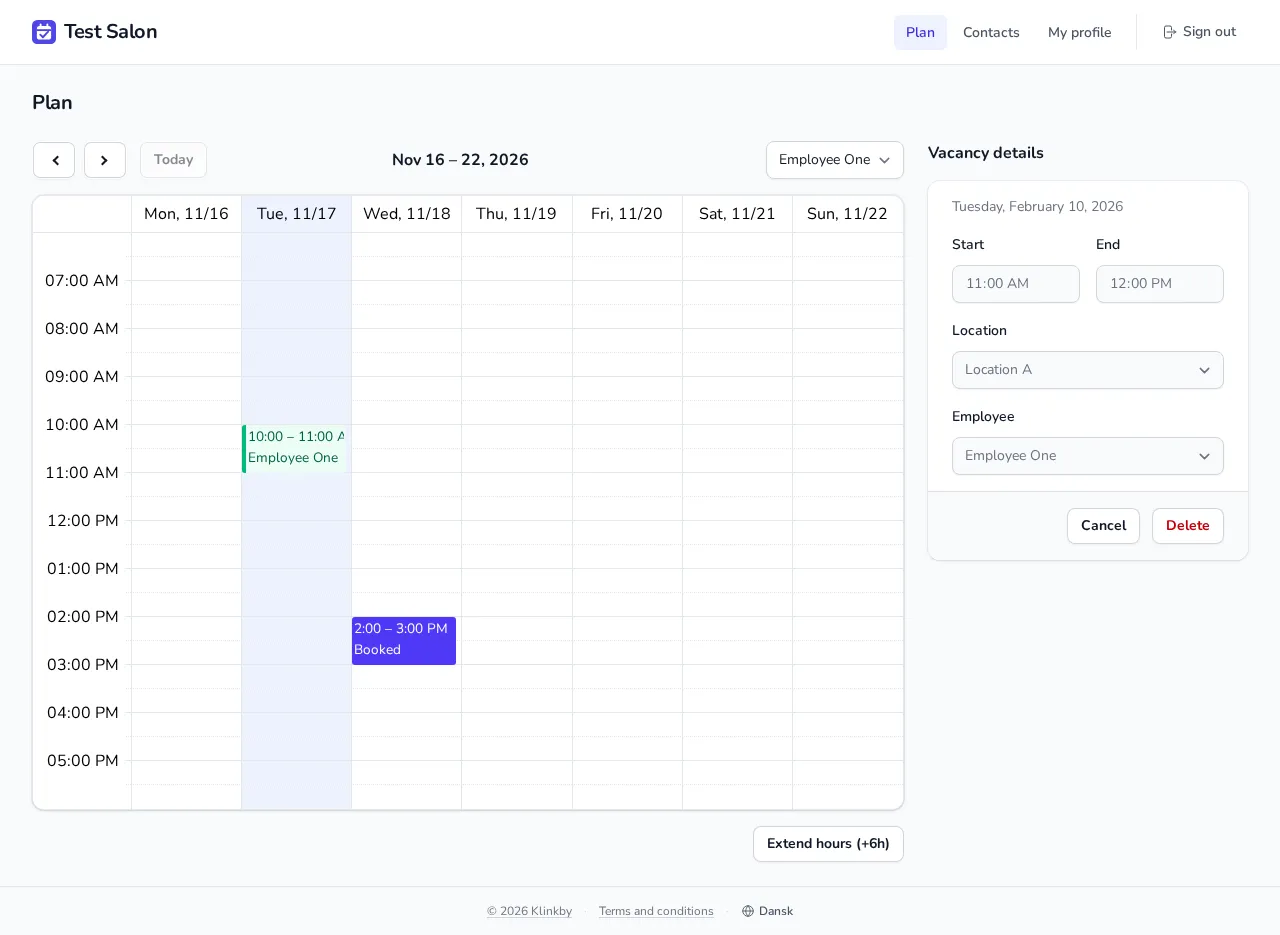 Test Salon
Plan
Contacts
My profile
Sign out
Plan
Today
Nov 16 – 22, 2026
Employee One
Mon, 11/16
Tue, 11/17
Wed, 11/18
Thu, 11/19
Fri, 11/20
Sat, 11/21
Sun, 11/22
07:00 AM
08:00 AM
09:00 AM
10:00 AM
11:00 AM
12:00 PM
01:00 PM
02:00 PM
03:00 PM
04:00 PM
05:00 PM
10:00 – 11:00 A
Employee One
2:00 – 3:00 PM
Booked
Extend hours (+6h)
Vacancy details
Tuesday, February 10, 2026
Start
End
11:00 AM
12:00 PM
Location
Location A
Employee
Employee One
Cancel
Delete
© 2026 Klinkby
·
Terms and conditions
·
Dansk